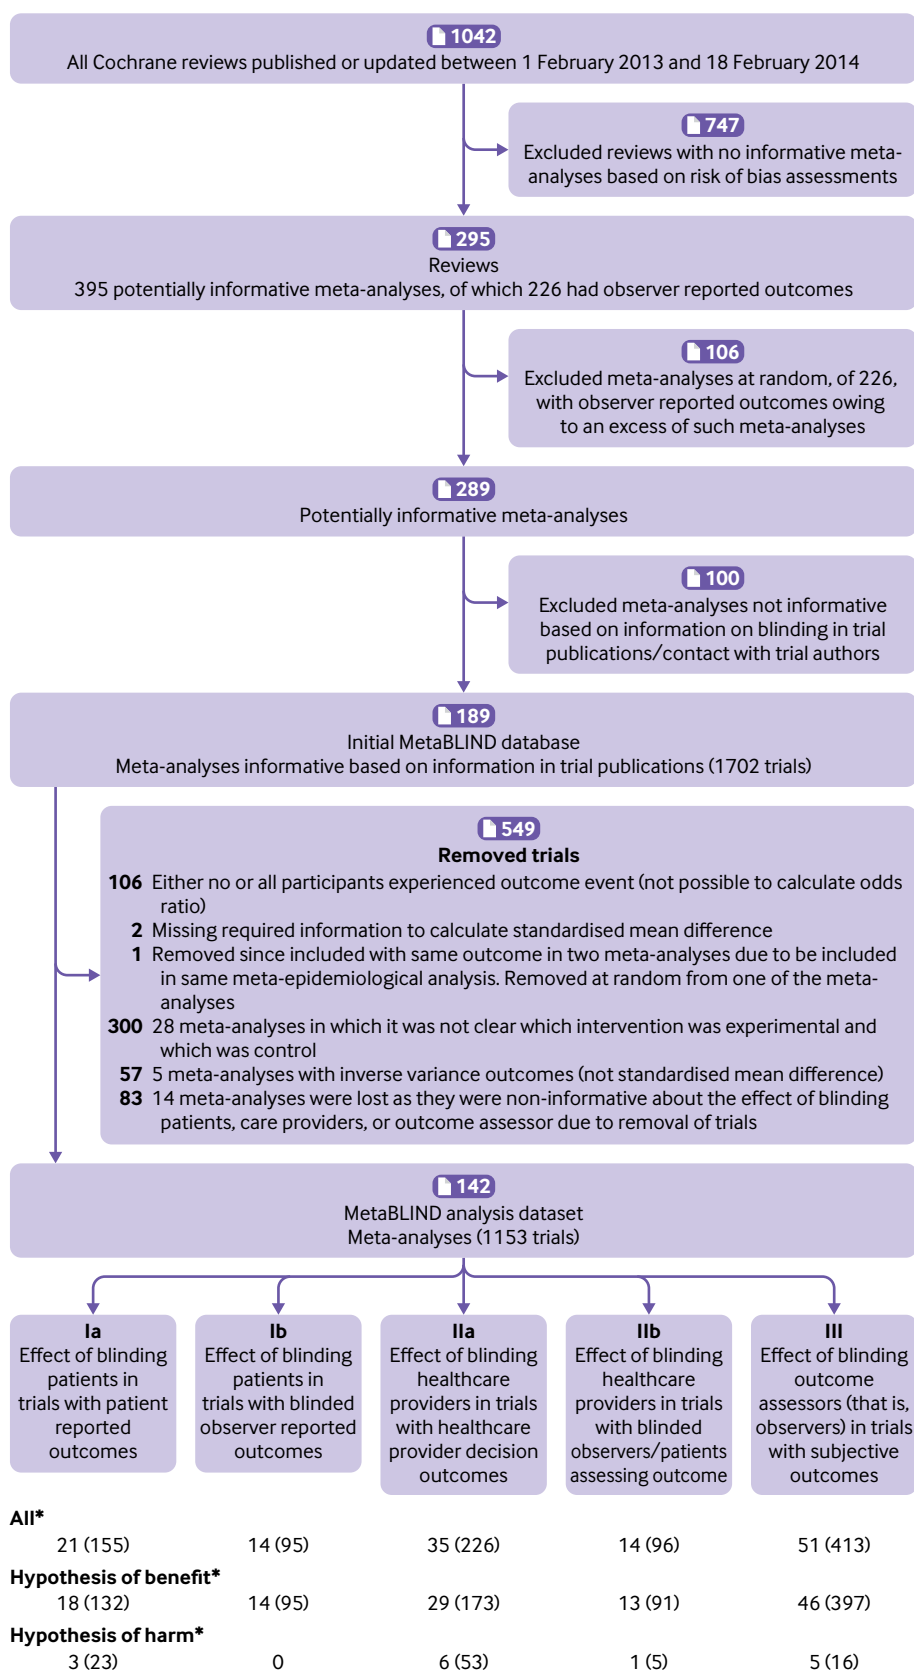 1042
All Cochrane reviews published or updated between 1 February 2013 and 18 February 2014
747
Excluded reviews with no informative meta-
analyses based on risk of bias assessments
295
Reviews
395 potentially informative meta-analyses, of which 226 had observer reported outcomes
106
Excluded meta-analyses at random, of 226,
with observer reported outcomes owing
to an excess of such meta-analyses
289
Potentially informative meta-analyses
100
Excluded meta-analyses not informative
based on information on blinding in trial
publications/contact with trial authors
189
Initial MetaBLIND database
Meta-analyses informative based on information in trial publications (1702 trials)
549
Removed trials
106 Either no or all participants experienced outcome event (not possible to calculate odds
ratio)
2 Missing required information to calculate standardised mean difference
1 Removed since included with same outcome in two meta-analyses due to be included
in same meta-epidemiological analysis. Removed at random from one of the meta-
analyses
300 28 meta-analyses in which it was not clear which intervention was experimental and
which was control
57 5 meta-analyses with inverse variance outcomes (not standardised mean difference)
83 14 meta-analyses were lost as they were non-informative about the effect of blinding
patients, care providers, or outcome assessor due to removal of trials
142
MetaBLIND analysis dataset
Meta-analyses (1153 trials)
Ia
Effect of blinding
patients in
trials with patient
reported
outcomes
Ib
Effect of blinding
patients in
trials with blinded
observer reported
outcomes
IIa
Effect of blinding
healthcare
providers in trials
with healthcare
provider decision
outcomes
IIb
Effect of blinding
healthcare
providers in trials
with blinded
observers/patients
assessing outcome
III
Effect of blinding
outcome
assessors (that is,
observers) in trials
with subjective
outcomes
All*
21 (155) 14 (95) 35 (226) 14 (96) 51 (413)
Hypothesis of benefit*
18 (132) 14 (95) 29 (173) 13 (91) 46 (397)
Hypothesis of harm*
3 (23) 0 6 (53) 1 (5) 5 (16)